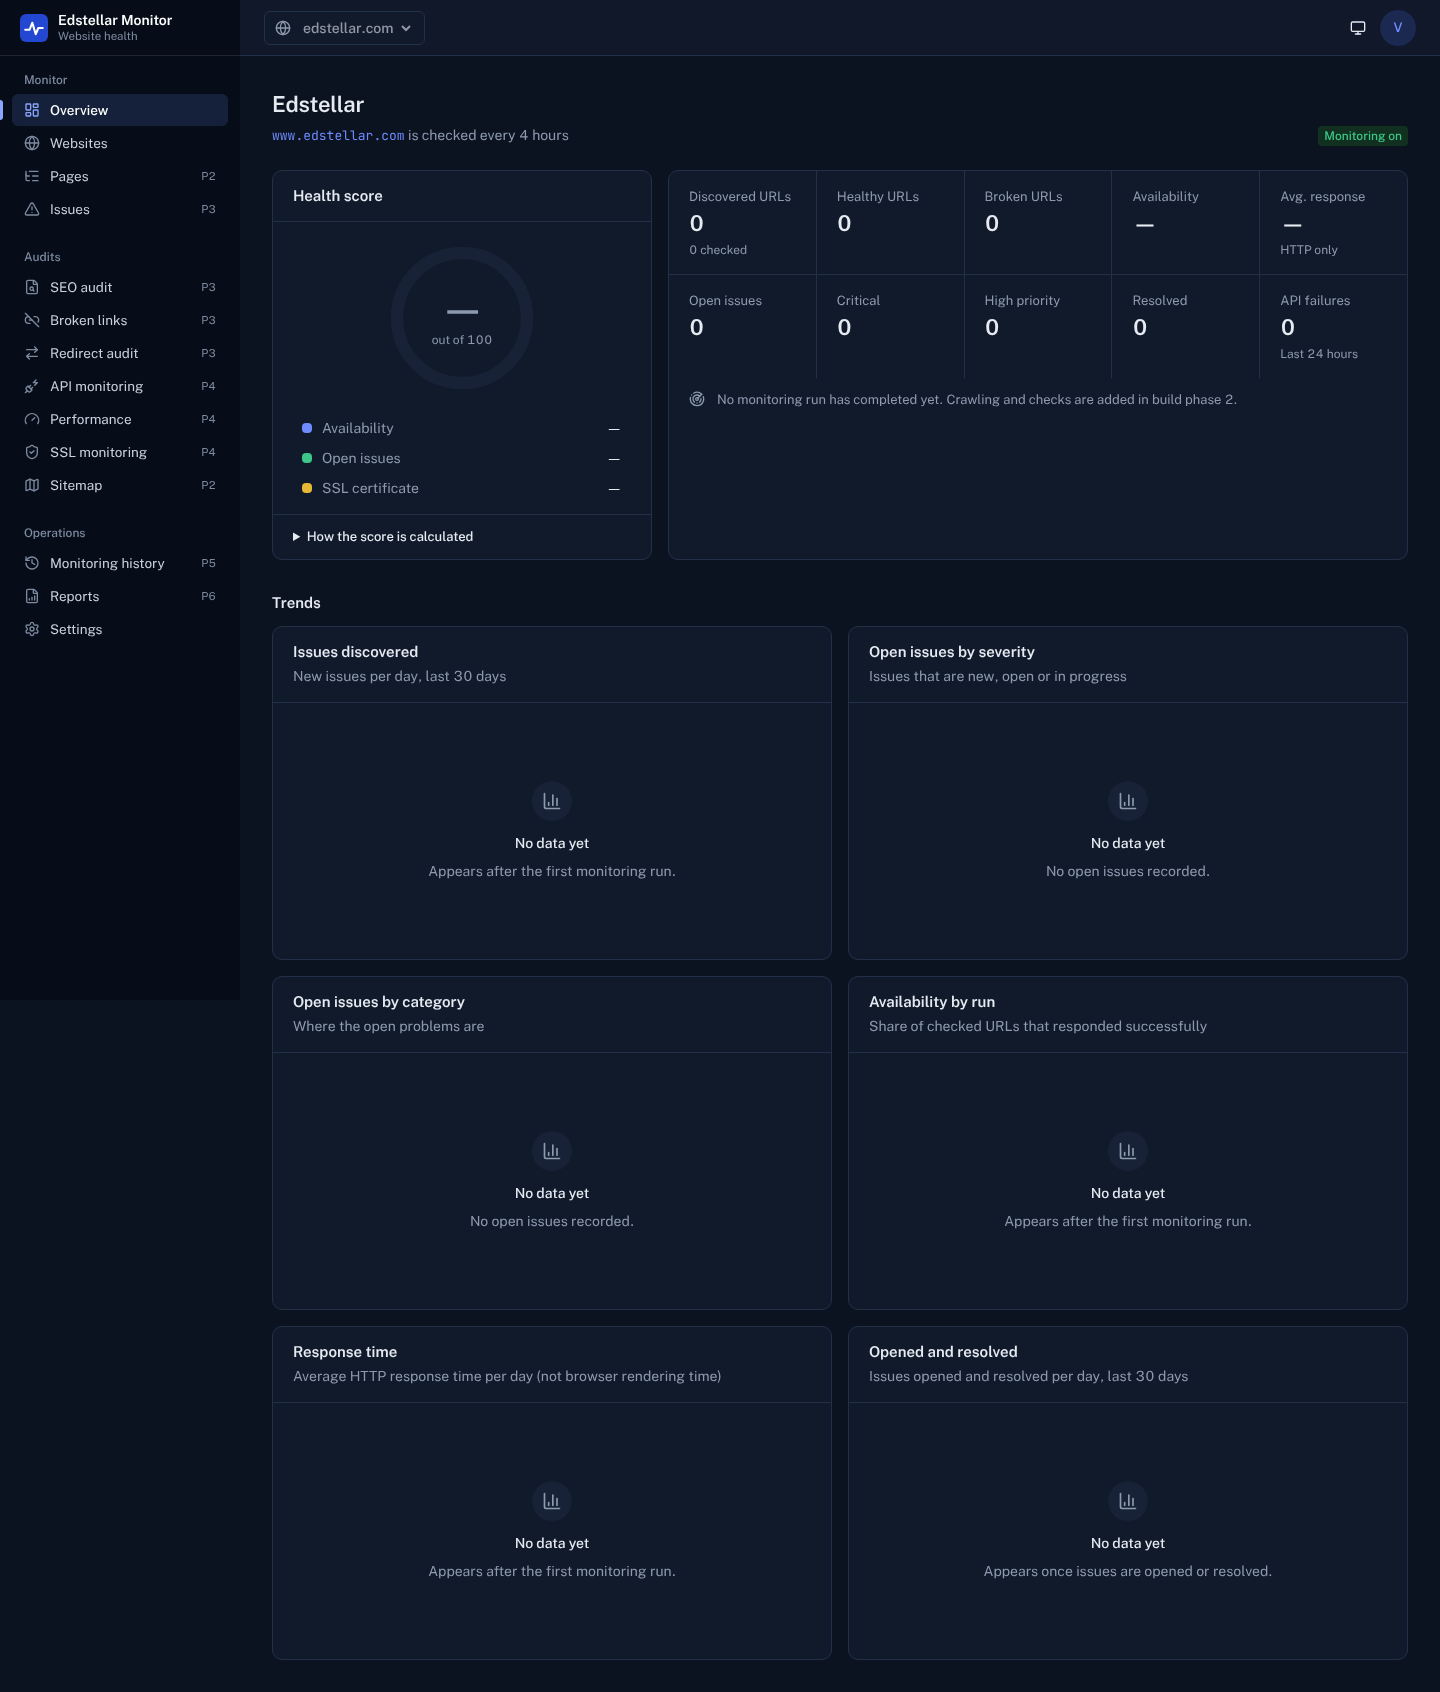 Edstellar Monitor
Website health
edstellar.com
V
Monitor
Overview
Websites
Pages P2
Issues P3
Audits
SEO audit P3
Broken links P3
Redirect audit P3
API monitoring P4
Performance P4
SSL monitoring P4
Sitemap P2
Operations
Monitoring history P5
Reports P6
Settings
Edstellar
www.edstellar.com is checked every 4 hours
Monitoring on
Health score
—
out of 100
Availability —
Open issues —
SSL certificate —
How the score is calculated
Discovered URLs
0
0 checked
Healthy URLs
0
Broken URLs
0
Availability
—
Avg. response
—
HTTP only
Open issues
0
Critical
0
High priority
0
Resolved
0
API failures
0
Last 24 hours
No monitoring run has completed yet. Crawling and checks are added in build phase 2.
Trends
Issues discovered
New issues per day, last 30 days
No data yet
Appears after the first monitoring run.
Open issues by severity
Issues that are new, open or in progress
No data yet
No open issues recorded.
Open issues by category
Where the open problems are
No data yet
No open issues recorded.
Availability by run
Share of checked URLs that responded successfully
No data yet
Appears after the first monitoring run.
Response time
Average HTTP response time per day (not browser rendering time)
No data yet
Appears after the first monitoring run.
Opened and resolved
Issues opened and resolved per day, last 30 days
No data yet
Appears once issues are opened or resolved.